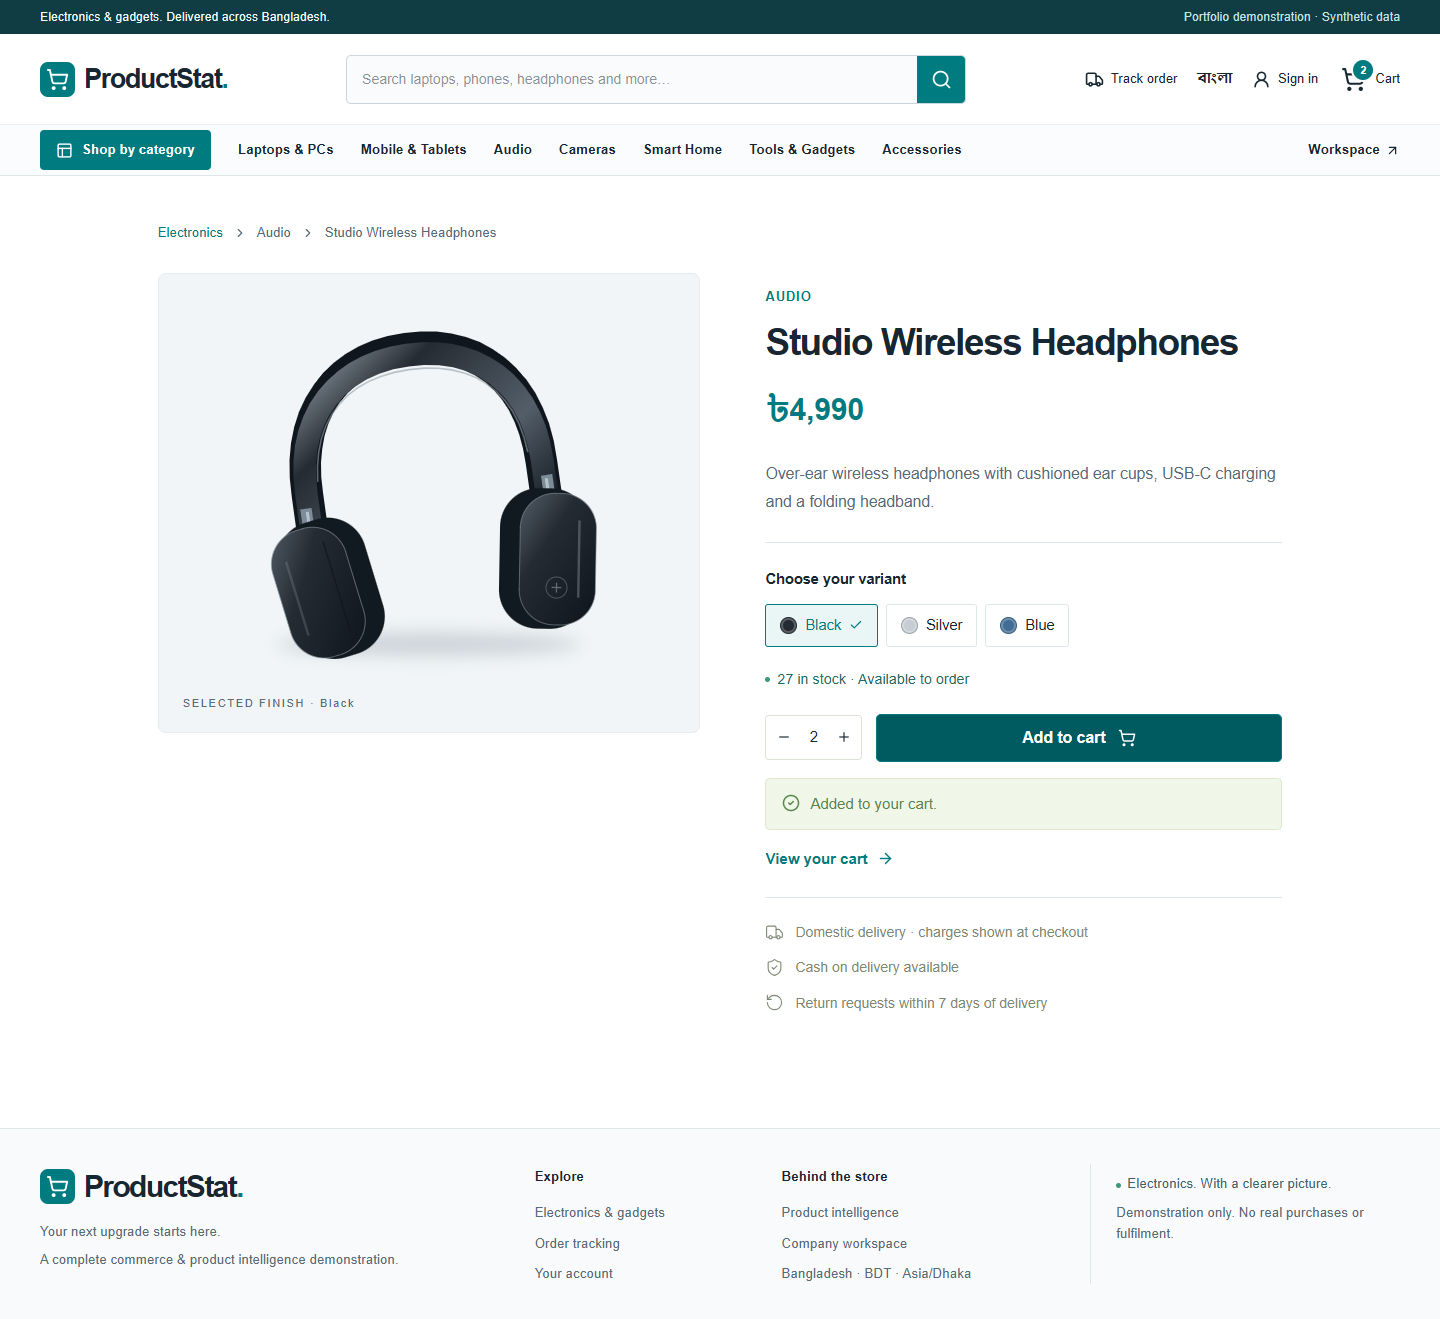 Electronics & gadgets. Delivered across Bangladesh.
Portfolio demonstration · Synthetic data
ProductStat.
Search laptops, phones, headphones and more...
Track order
বাংলা
Sign in
2
Cart
Shop by category
Laptops & PCs
Mobile & Tablets
Audio
Cameras
Smart Home
Tools & Gadgets
Accessories
Workspace
Electronics
Audio
Studio Wireless Headphones
SELECTED FINISH · Black
AUDIO
Studio Wireless Headphones
৳4,990
Over-ear wireless headphones with cushioned ear cups, USB-C charging
and a folding headband.
Choose your variant
Black
Silver
Blue
27 in stock · Available to order
2
Add to cart
Added to your cart.
View your cart
Domestic delivery · charges shown at checkout
Cash on delivery available
Return requests within 7 days of delivery
ProductStat.
Your next upgrade starts here.
A complete commerce & product intelligence demonstration.
Explore
Electronics & gadgets
Order tracking
Your account
Behind the store
Product intelligence
Company workspace
Bangladesh · BDT · Asia/Dhaka
Electronics. With a clearer picture.
Demonstration only. No real purchases or
fulfilment.